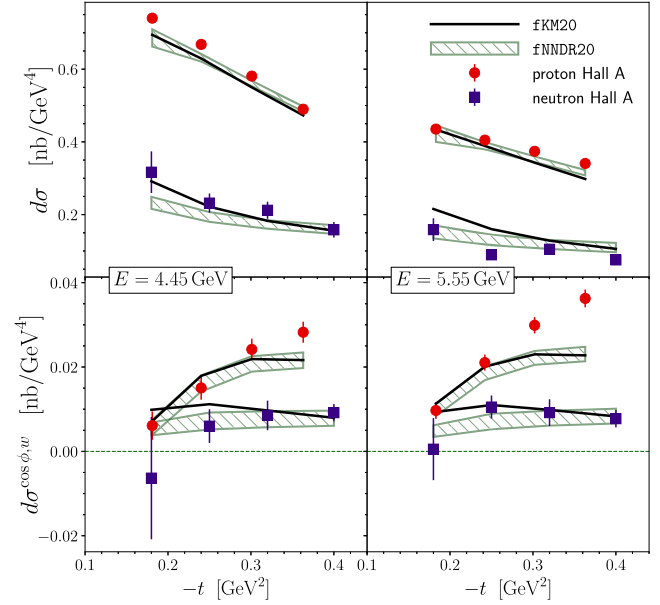 fKM20
fNNDR20
proton Hall A
neutron Hall A
dσ [nb/GeV⁴]
0.6
0.4
0.2
E = 4.45 GeV
E = 5.55 GeV
dσ^{cos ϕ,w} [nb/GeV⁴]
0.04
0.02
0.00
−0.02
0.1 0.2 0.3 0.4 0.1 0.2 0.3 0.4
−t [GeV²] −t [GeV²]